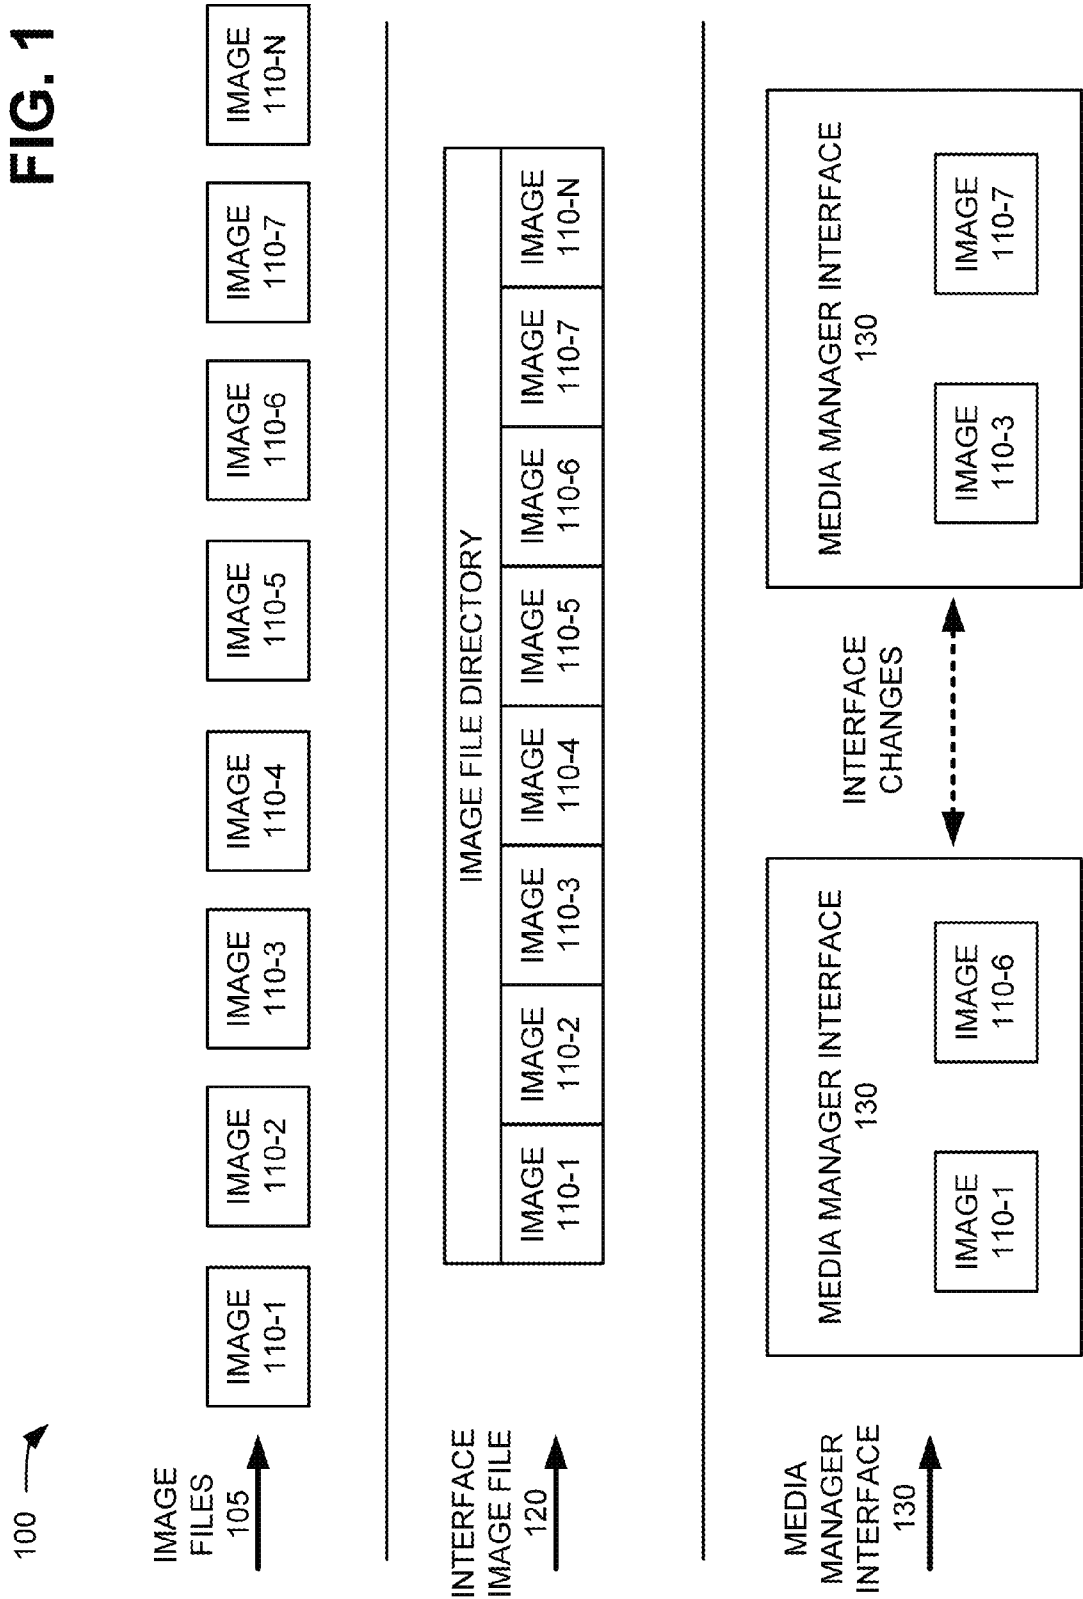 FIG. 1
100
IMAGE
FILES
105
IMAGE
110-1
IMAGE
110-2
IMAGE
110-3
IMAGE
110-4
IMAGE
110-5
IMAGE
110-6
IMAGE
110-7
IMAGE
110-N
INTERFACE
IMAGE FILE
120
IMAGE FILE DIRECTORY
IMAGE
110-1
IMAGE
110-2
IMAGE
110-3
IMAGE
110-4
IMAGE
110-5
IMAGE
110-6
IMAGE
110-7
IMAGE
110-N
MEDIA
MANAGER
INTERFACE
130
MEDIA MANAGER INTERFACE
130
IMAGE
110-1
IMAGE
110-6
INTERFACE
CHANGES
MEDIA MANAGER INTERFACE
130
IMAGE
110-3
IMAGE
110-7